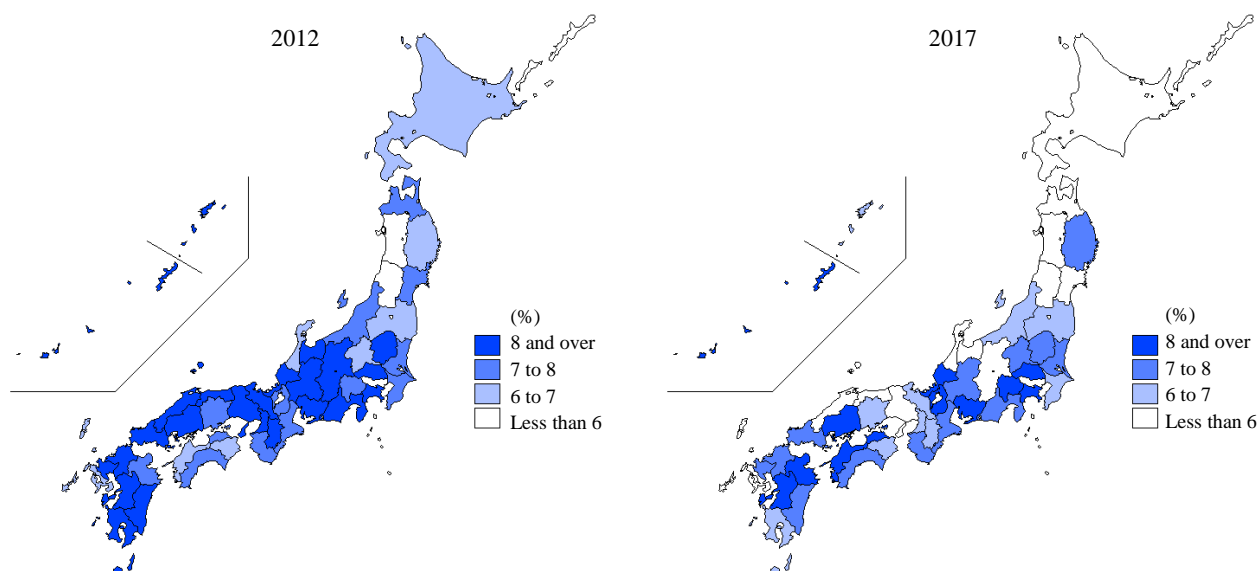 2012
(%)
8 and over
7 to 8
6 to 7
Less than 6
2017
(%)
8 and over
7 to 8
6 to 7
Less than 6